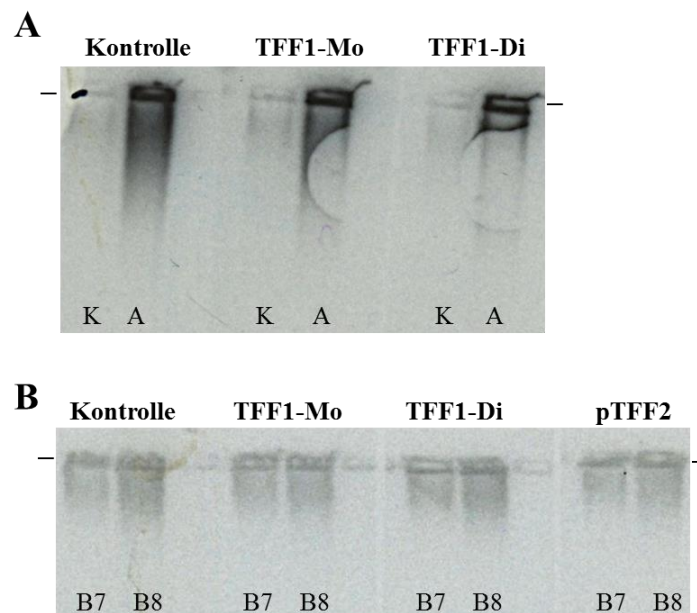 A
Kontrolle TFF1-Mo TFF1-Di
K A K A K A
B
Kontrolle TFF1-Mo TFF1-Di pTFF2
B7 B8 B7 B8 B7 B8 B7 B8